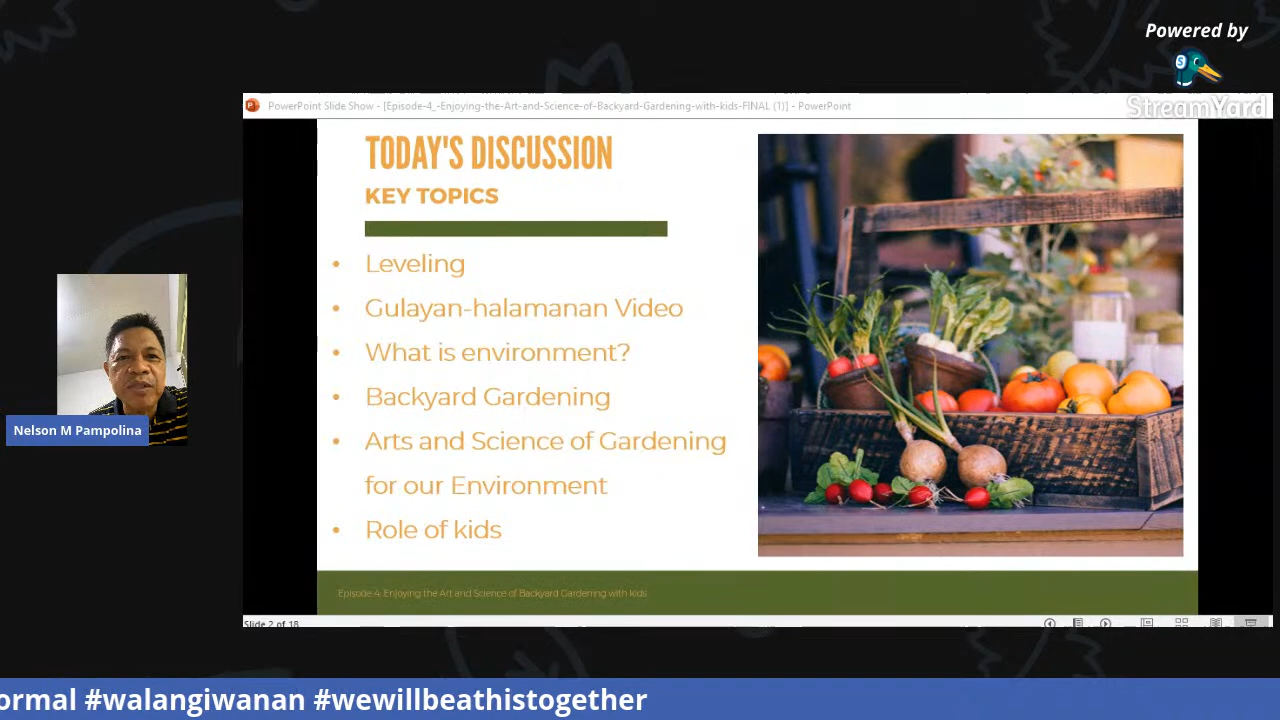 Powered by
StreamYard
PowerPoint Slide Show - [Episode-4_-Enjoying-the-Art-and-Science-of-Backyard-Gardening-with-kids-FINAL (1)] - PowerPoint
TODAY'S DISCUSSION
KEY TOPICS
• Leveling
• Gulayan-halamanan Video
• What is environment?
• Backyard Gardening
• Arts and Science of Gardening
for our Environment
• Role of kids
Nelson M Pampolina
Episode 4: Enjoying the Art and Science of Backyard Gardening with kids
Slide 2 of 18
ormal #walangiwanan #wewillbeathistogether